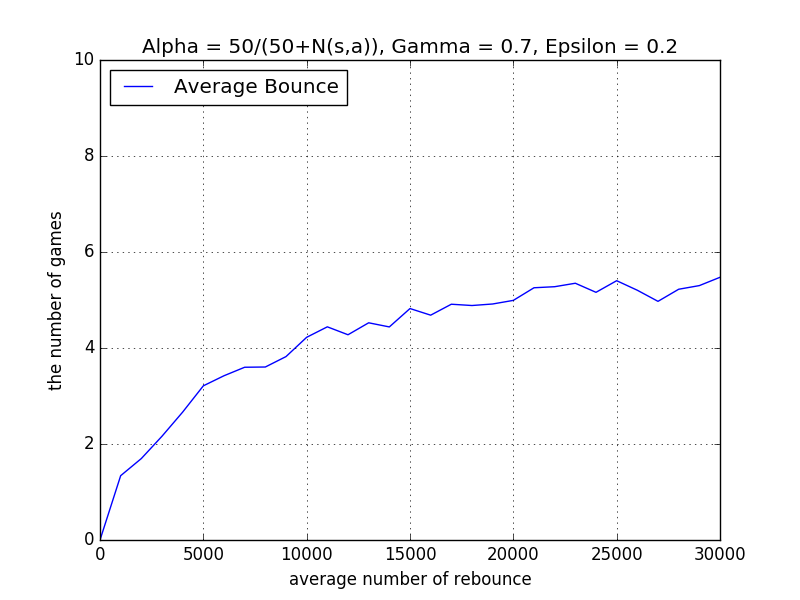 Alpha = 50/(50+N(s,a)), Gamma = 0.7, Epsilon = 0.2
Average Bounce
10
8
6
4
2
0
the number of games
0 5000 10000 15000 20000 25000 30000
average number of rebounce